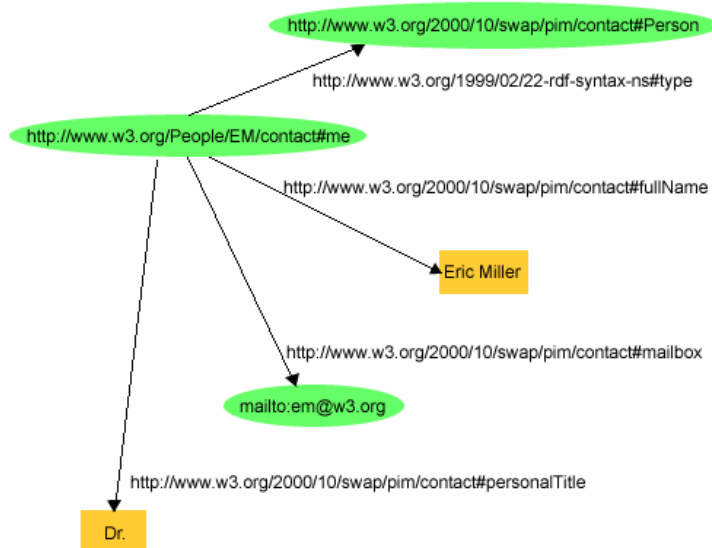 http://www.w3.org/2000/10/swap/pim/contact#Person
http://www.w3.org/1999/02/22-rdf-syntax-ns#type
http://www.w3.org/People/EM/contact#me
http://www.w3.org/2000/10/swap/pim/contact#fullName
Eric Miller
http://www.w3.org/2000/10/swap/pim/contact#mailbox
mailto:em@w3.org
http://www.w3.org/2000/10/swap/pim/contact#personalTitle
Dr.